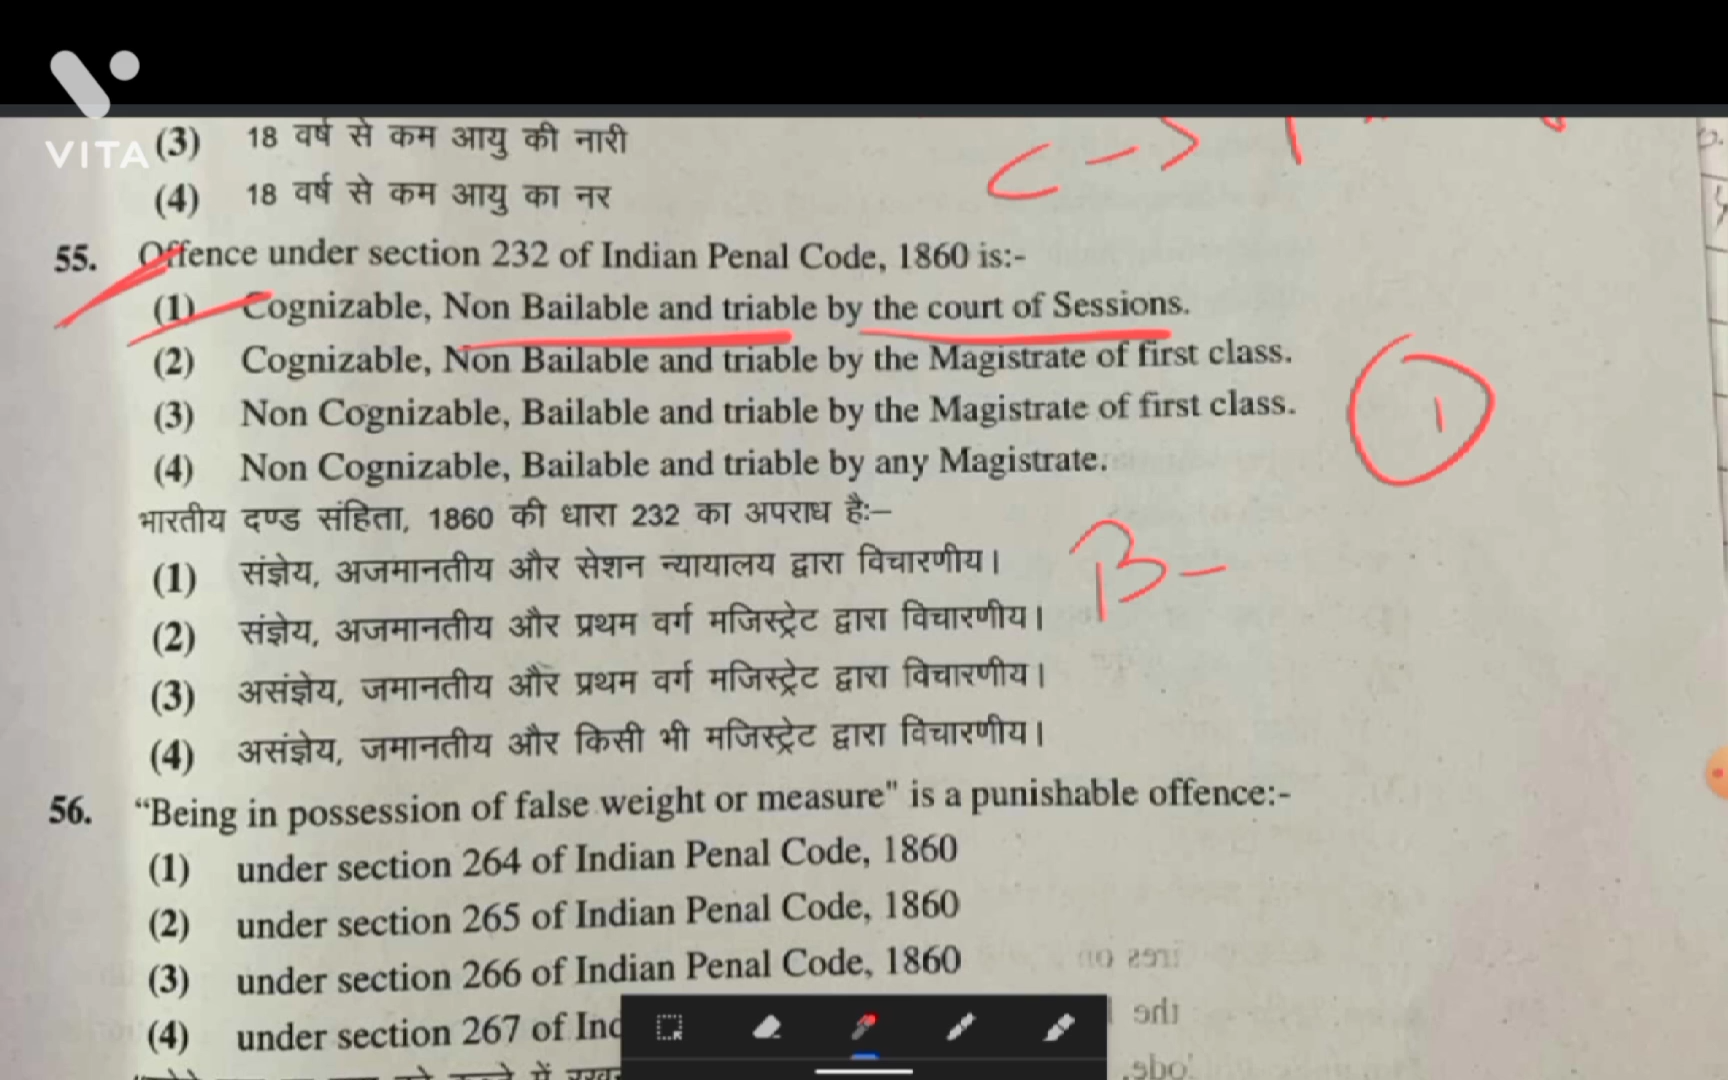 VITA
(3) 18 वर्ष से कम आयु की नारी
(4) 18 वर्ष से कम आयु का नर
55. Offence under section 232 of Indian Penal Code, 1860 is:-
(1) Cognizable, Non Bailable and triable by the court of Sessions.
(2) Cognizable, Non Bailable and triable by the Magistrate of first class.
(3) Non Cognizable, Bailable and triable by the Magistrate of first class.
(4) Non Cognizable, Bailable and triable by any Magistrate.
1
भारतीय दण्ड संहिता, 1860 की धारा 232 का अपराध है:–
(1) संज्ञेय, अजमानतीय और सेशन न्यायालय द्वारा विचारणीय।
B-
(2) संज्ञेय, अजमानतीय और प्रथम वर्ग मजिस्ट्रेट द्वारा विचारणीय।
(3) असंज्ञेय, जमानतीय और प्रथम वर्ग मजिस्ट्रेट द्वारा विचारणीय।
(4) असंज्ञेय, जमानतीय और किसी भी मजिस्ट्रेट द्वारा विचारणीय।
56. “Being in possession of false weight or measure" is a punishable offence:-
(1) under section 264 of Indian Penal Code, 1860
(2) under section 265 of Indian Penal Code, 1860
(3) under section 266 of Indian Penal Code, 1860
(4) under section 267 of Ind